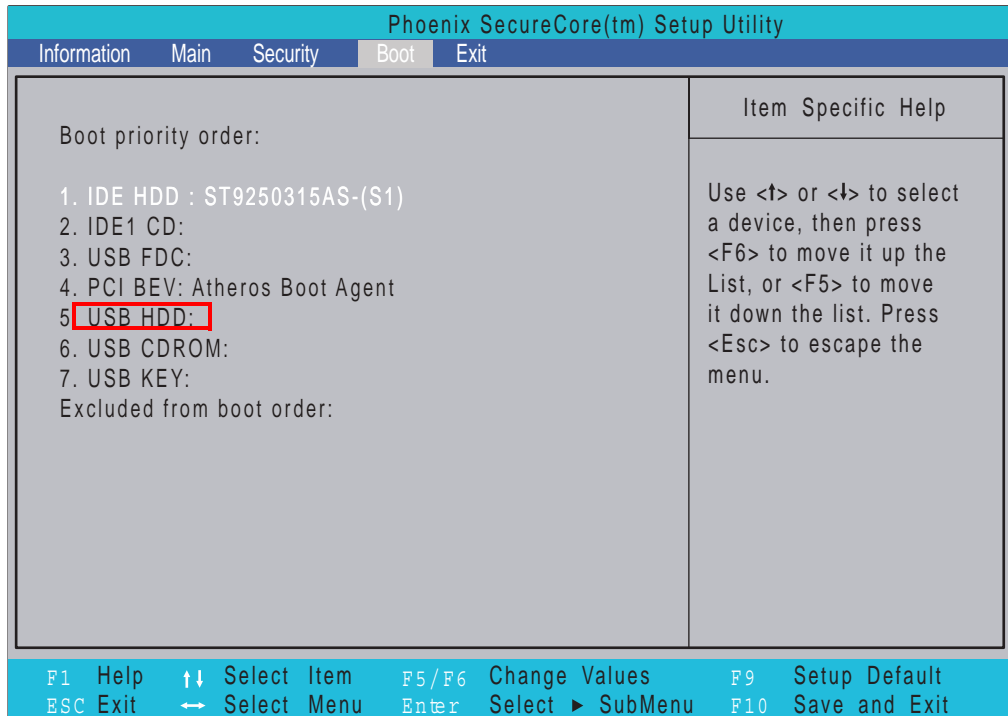 Phoenix SecureCore(tm) Setup Utility
Information Main Security Boot Exit
Boot priority order:
1. IDE HDD : ST9250315AS-(S1)
2. IDE1 CD:
3. USB FDC:
4. PCI BEV: Atheros Boot Agent
5 USB HDD:
6. USB CDROM:
7. USB KEY:
Excluded from boot order:
Item Specific Help
Use <↑> or <↓> to select
a device, then press
<F6> to move it up the
List, or <F5> to move
it down the list. Press
<Esc> to escape the
menu.
F1 Help ↑↓ Select Item F5/F6 Change Values F9 Setup Default
ESC Exit ↔ Select Menu Enter Select ► SubMenu F10 Save and Exit